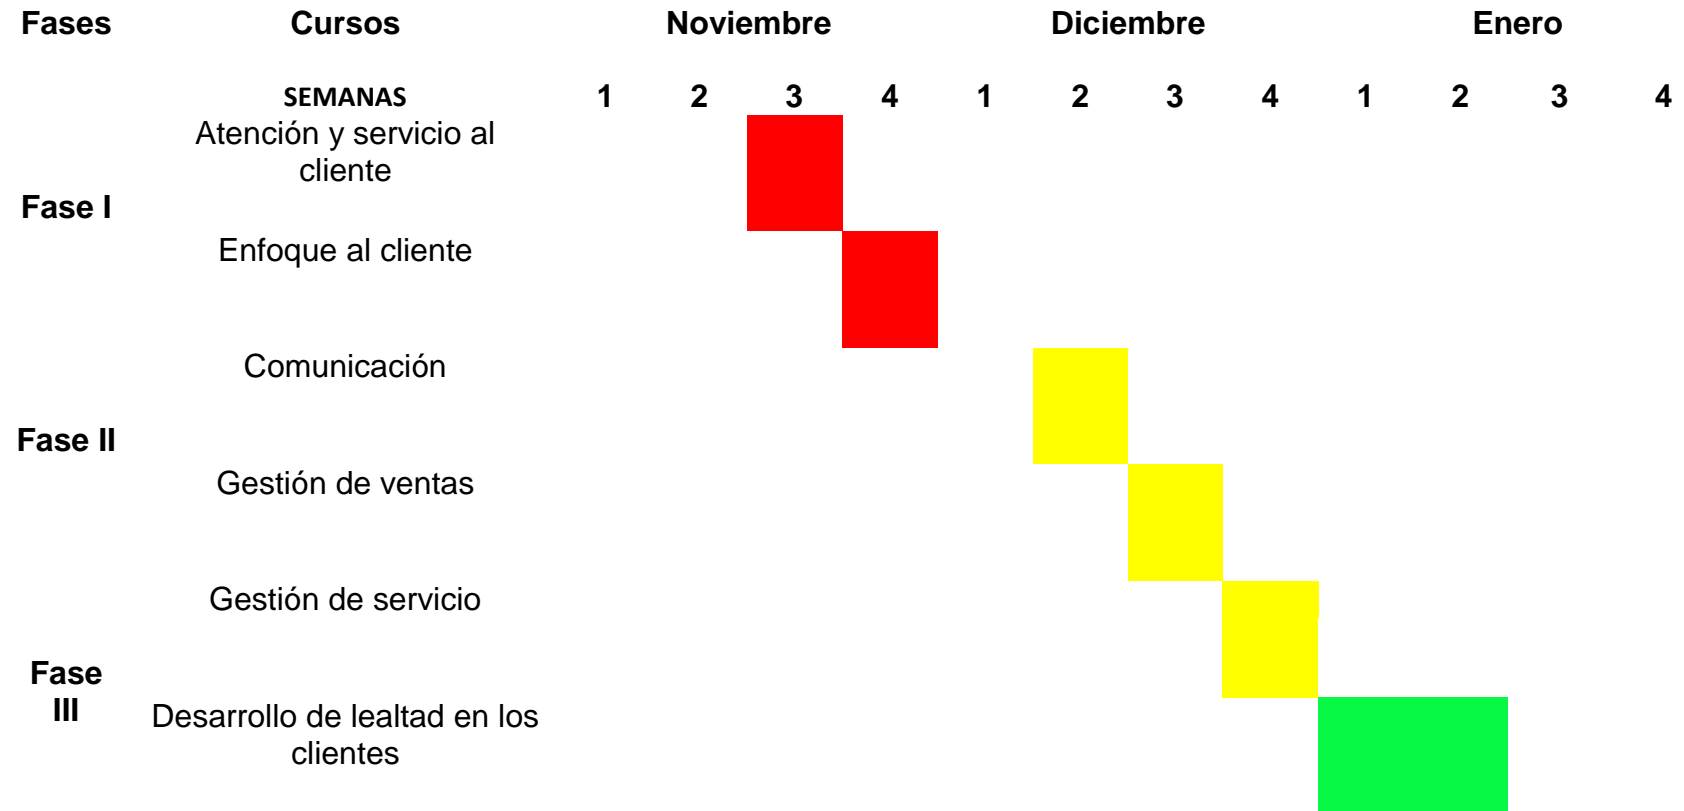 Fases Cursos Noviembre Diciembre Enero
SEMANAS 1 2 3 4 1 2 3 4 1 2 3 4
Atención y servicio al
cliente
Fase I
Enfoque al cliente
Comunicación
Fase II
Gestión de ventas
Gestión de servicio
Fase
III
Desarrollo de lealtad en los
clientes